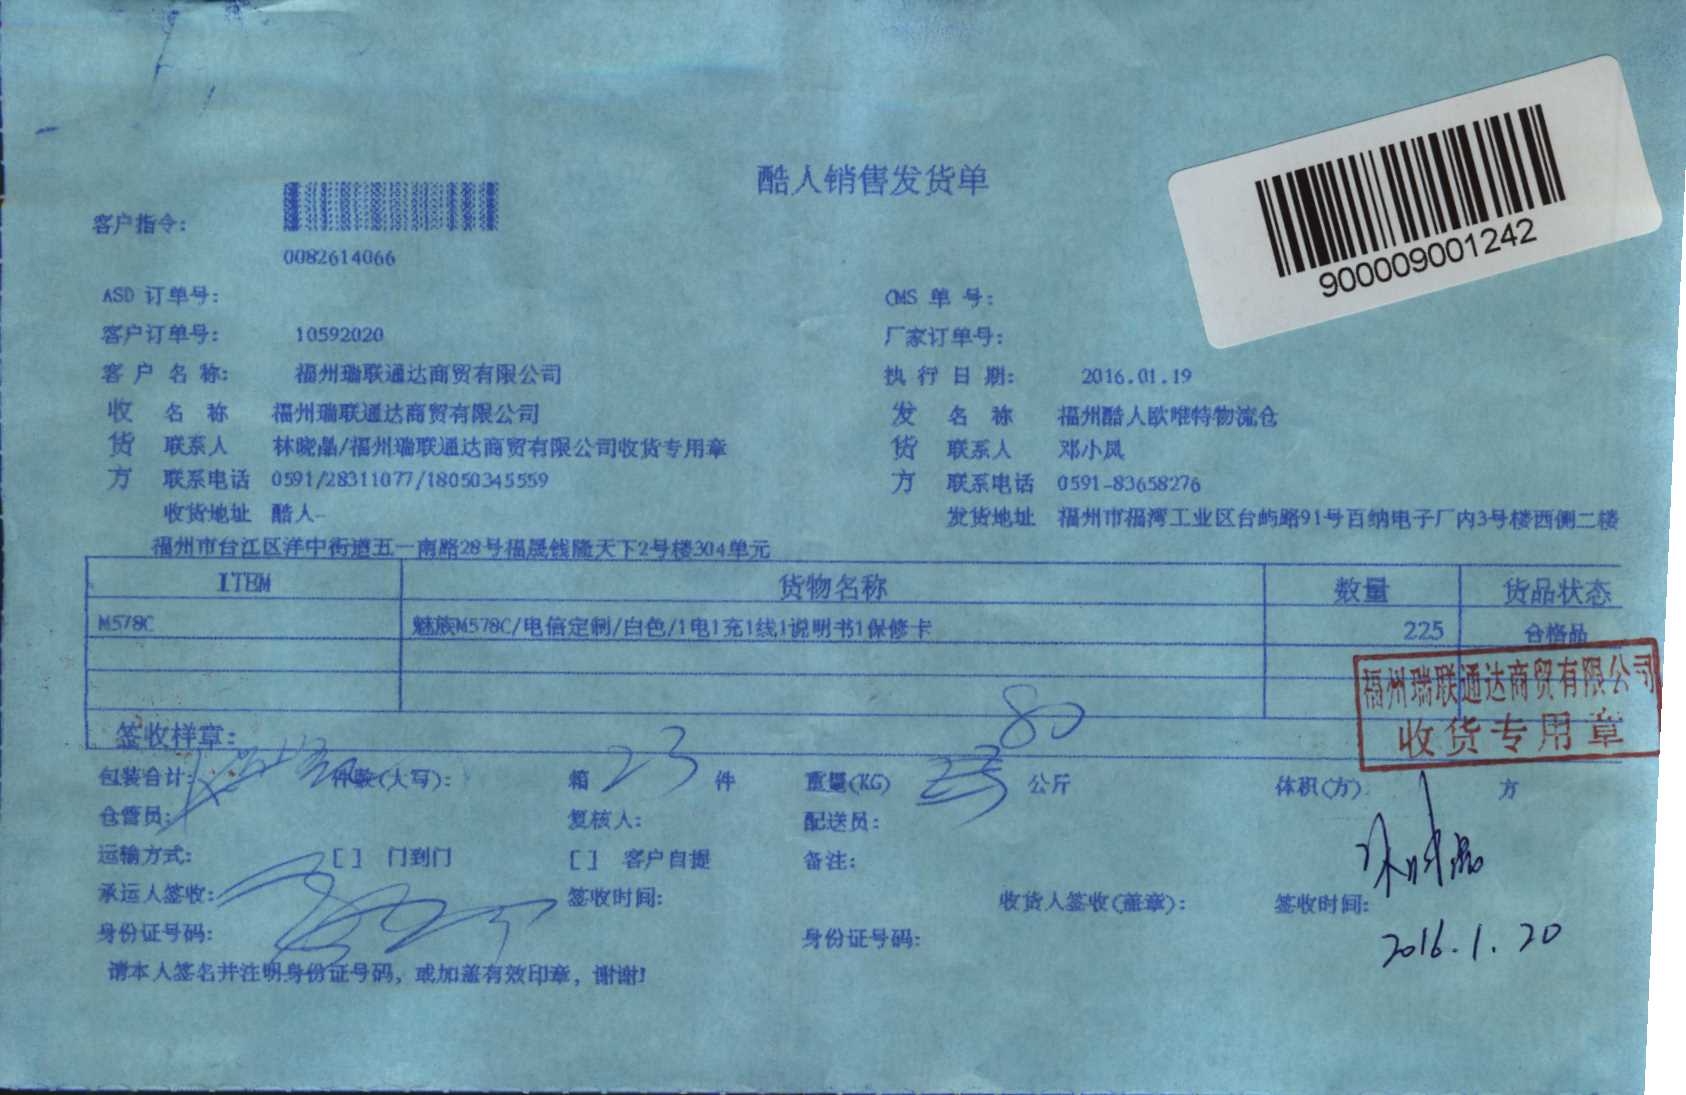 酷人销售发货单
900009001242
客户指令:
0082614066
ASD 订单号:
CMS 单 号:
客户订单号: 10592020
厂家订单号:
客 户 名 称: 福州瑞联通达商贸有限公司
执 行 日 期: 2016.01.19
收货方 名 称 福州瑞联通达商贸有限公司
发货方 名 称 福州酷人欧唯特物流仓
联系人 林晓晶/福州瑞联通达商贸有限公司收货专用章
联系人 邓小凤
联系电话 0591/28311077/18050345559
联系电话 0591-83658276
收货地址 酷人-
发货地址 福州市福湾工业区台屿路91号百纳电子厂内3号楼西侧二楼
福州市台江区洋中街道五一南路28号福晟钱隆天下2号楼304单元
ITEM 货物名称 数量 货品状态
M578C 魅族M578C/电信定制/白色/1电1充1线1说明书1保修卡 225 合格品
福州瑞联通达商贸有限公司
收货专用章
签收样章:
80
包装合计: 件数(大写): 箱 23 件 重量(KG) 公斤 体积(方) 方
仓管员: 复核人: 配送员:
运输方式: [ ] 门到门 [ ] 客户自提 备注:
林晓晶
承运人签收: 签收时间: 收货人签收(盖章): 签收时间:
2016.1.20
身份证号码: 身份证号码:
请本人签名并注明身份证号码，或加盖有效印章，谢谢!